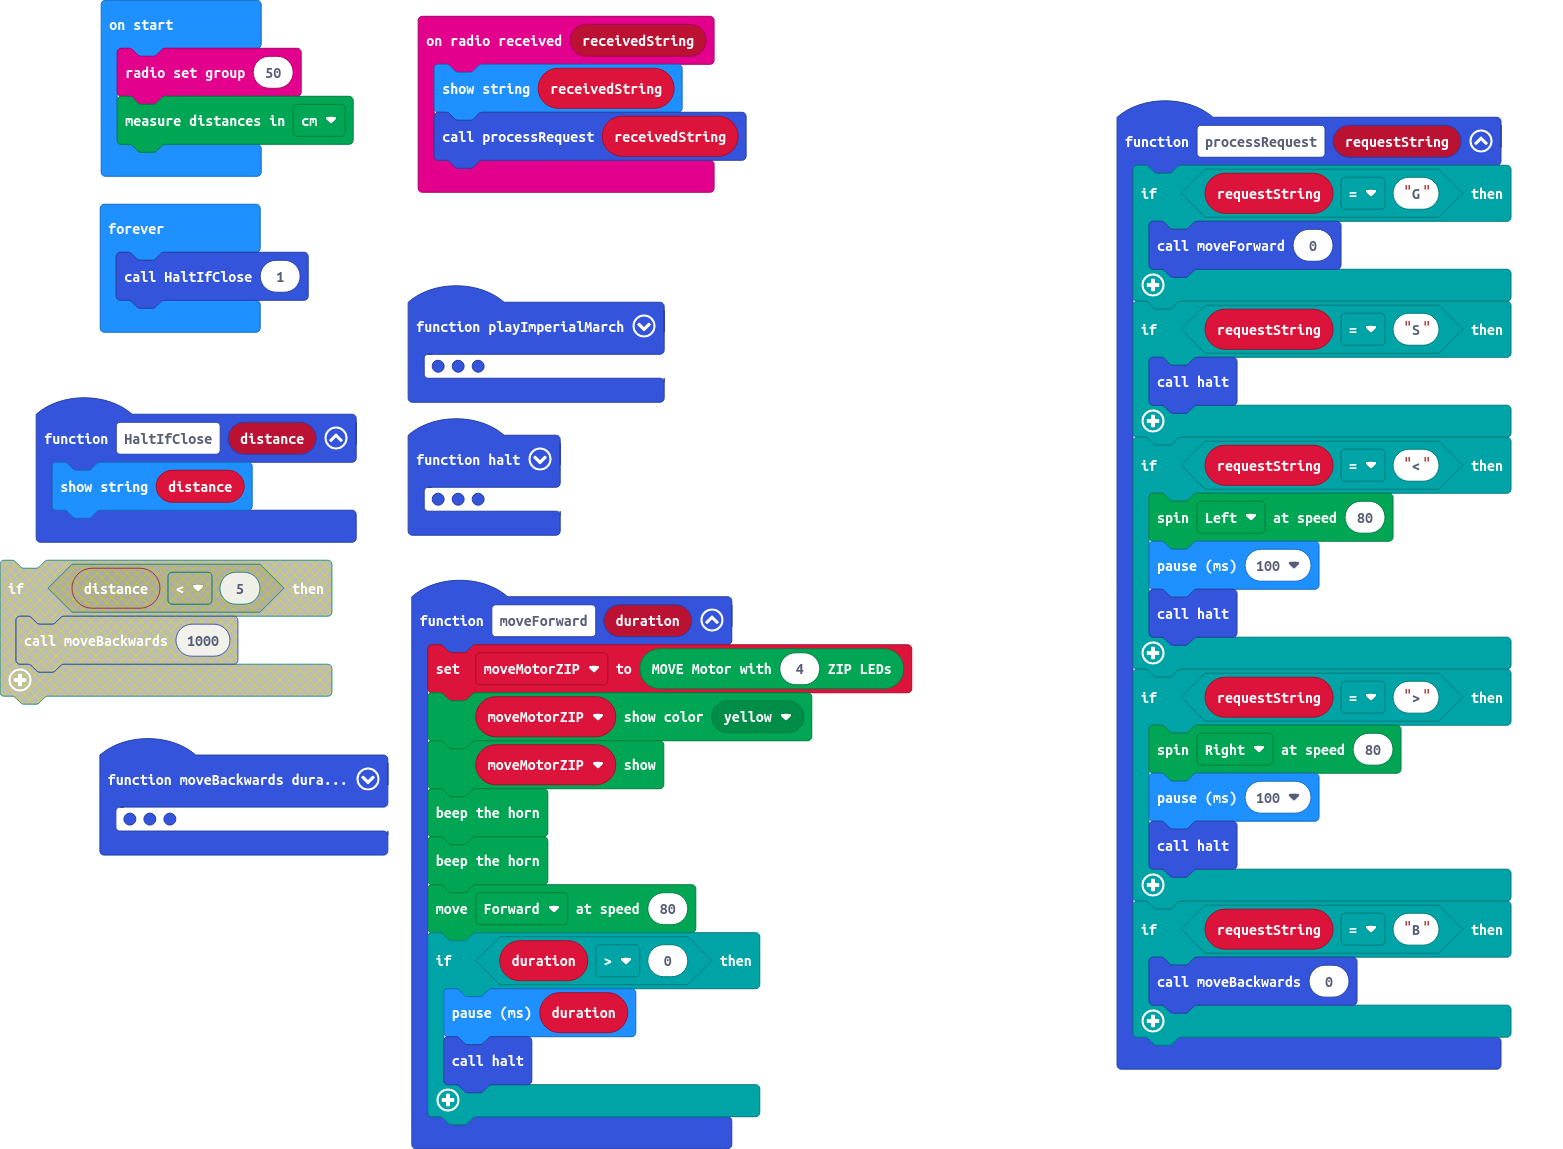 on start
radio set group 50
measure distances in cm
forever
call HaltIfClose 1
function HaltIfClose distance
show string distance
if distance < 5 then
call moveBackwards 1000
function moveBackwards dura...
on radio received receivedString
show string receivedString
call processRequest receivedString
function playImperialMarch
function halt
function moveForward duration
set moveMotorZIP to MOVE Motor with 4 ZIP LEDs
moveMotorZIP show color yellow
moveMotorZIP show
beep the horn
beep the horn
move Forward at speed 80
if duration > 0 then
pause (ms) duration
call halt
function processRequest requestString
if requestString = "G" then
call moveForward 0
if requestString = "S" then
call halt
if requestString = "<" then
spin Left at speed 80
pause (ms) 100
call halt
if requestString = ">" then
spin Right at speed 80
pause (ms) 100
call halt
if requestString = "B" then
call moveBackwards 0